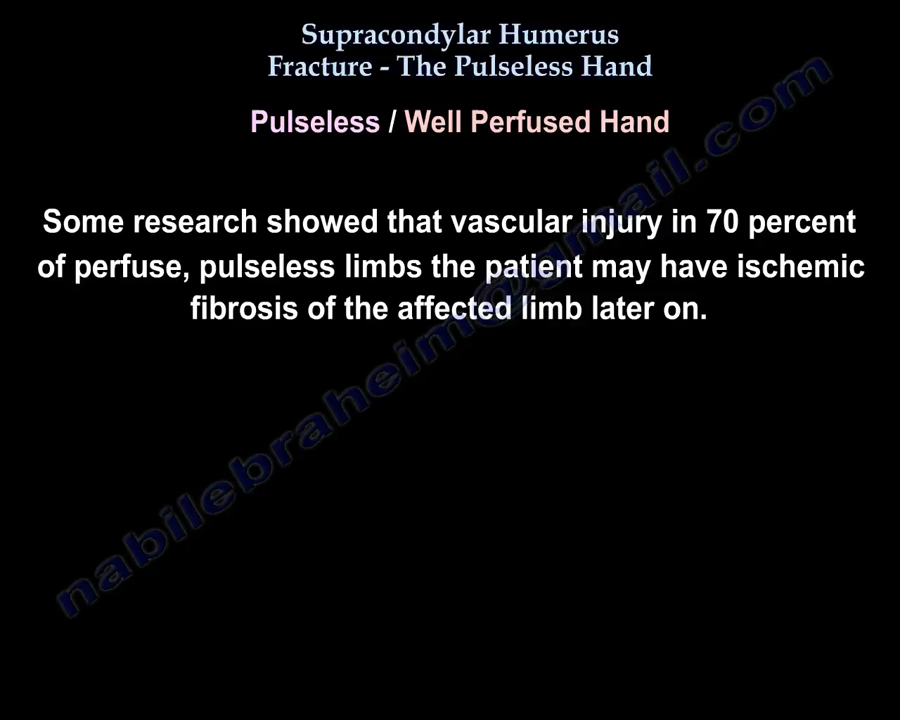 Supracondylar Humerus
Fracture - The Pulseless Hand
Pulseless / Well Perfused Hand
Some research showed that vascular injury in 70 percent
of perfuse, pulseless limbs the patient may have ischemic
fibrosis of the affected limb later on.
nabilebraheim@gmail.com